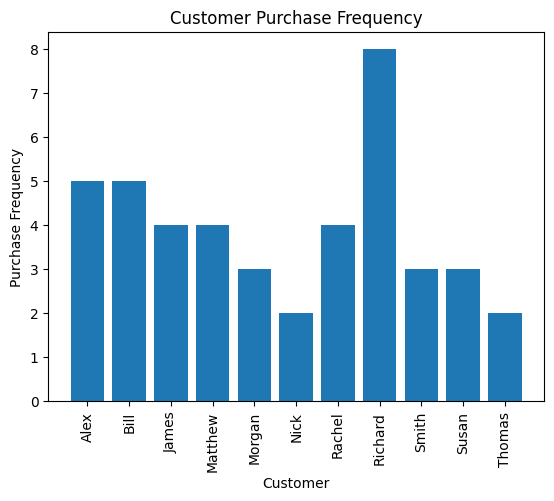 Customer Purchase Frequency
Purchase Frequency
8
7
6
5
4
3
2
1
0
Alex
Bill
James
Matthew
Morgan
Nick
Rachel
Richard
Smith
Susan
Thomas
Customer